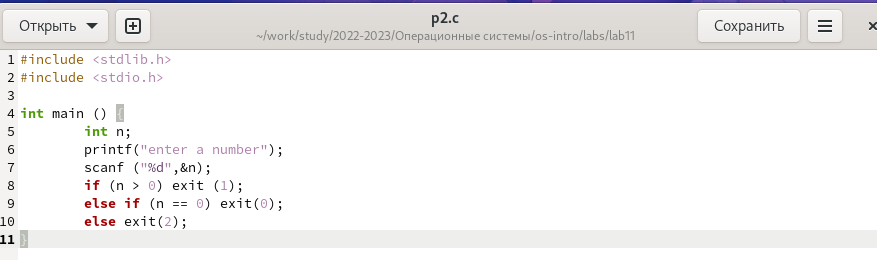 Открыть
p2.c
~/work/study/2022-2023/Операционные системы/os-intro/labs/lab11
Сохранить
1 #include <stdlib.h>
2 #include <stdio.h>
3
4 int main () {
5 int n;
6 printf("enter a number");
7 scanf ("%d",&n);
8 if (n > 0) exit (1);
9 else if (n == 0) exit(0);
10 else exit(2);
11 }